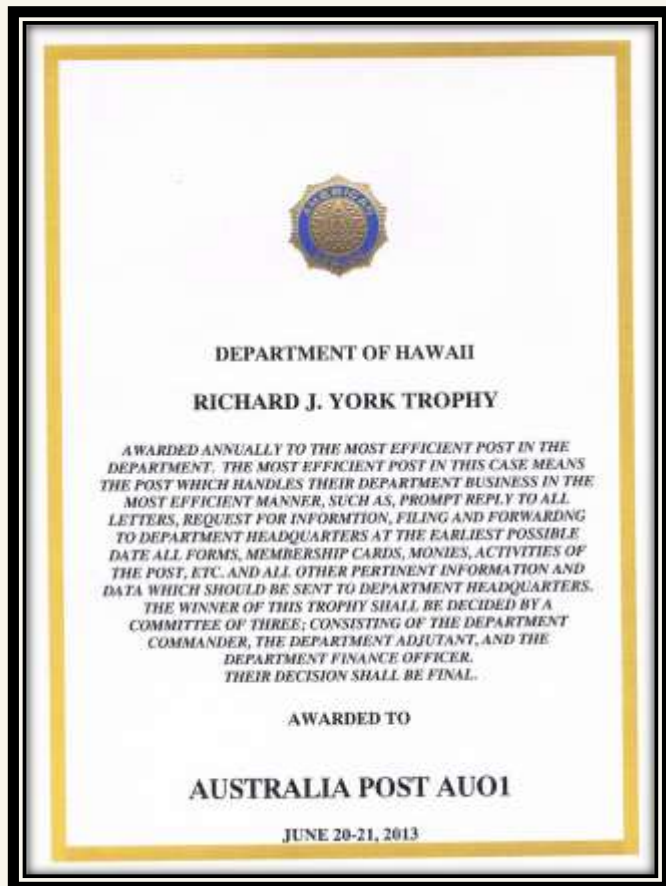 AMERICAN
LEGION
DEPARTMENT OF HAWAII
RICHARD J. YORK TROPHY
AWARDED ANNUALLY TO THE MOST EFFICIENT POST IN THE
DEPARTMENT. THE MOST EFFICIENT POST IN THIS CASE MEANS
THE POST WHICH HANDLES THEIR DEPARTMENT BUSINESS IN THE
MOST EFFICIENT MANNER, SUCH AS, PROMPT REPLY TO ALL
LETTERS, REQUEST FOR INFORMTION, FILING AND FORWARDNG
TO DEPARTMENT HEADQUARTERS AT THE EARLIEST POSSIBLE
DATE ALL FORMS, MEMBERSHIP CARDS, MONIES, ACTIVITIES OF
THE POST, ETC. AND ALL OTHER PERTINENT INFORMATION AND
DATA WHICH SHOULD BE SENT TO DEPARTMENT HEADQUARTERS.
THE WINNER OF THIS TROPHY SHALL BE DECIDED BY A
COMMITTEE OF THREE; CONSISTING OF THE DEPARTMENT
COMMANDER, THE DEPARTMENT ADJUTANT, AND THE
DEPARTMENT FINANCE OFFICER.
THEIR DECISION SHALL BE FINAL.
AWARDED TO
AUSTRALIA POST AUO1
JUNE 20-21, 2013